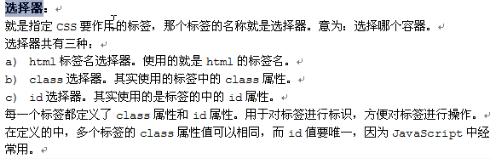 选择器：
就是指定 CSS 要作用的标签，那个标签的名称就是选择器。意为：选择哪个容器。
选择器共有三种：
a) html 标签名选择器。使用的就是 html 的标签名。
b) class 选择器。其实使用的标签中的 class 属性。
c) id 选择器。其实使用的是标签的中的 id 属性。
每一个标签都定义了 class 属性和 id 属性。用于对标签进行标识，方便对标签进行操作。
在定义的中，多个标签的 class 属性值可以相同，而 id 值要唯一，因为 JavaScript 中经
常用。